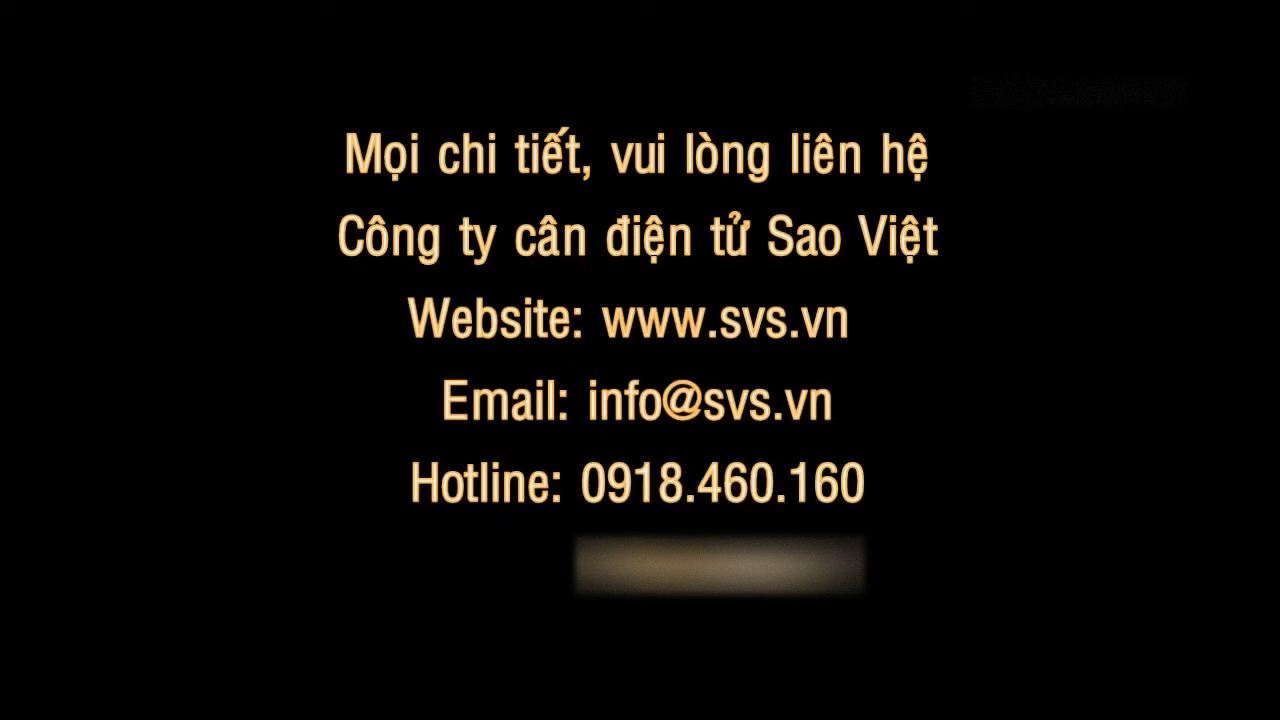 Mọi chi tiết, vui lòng liên hệ
Công ty cân điện tử Sao Việt
Website: www.svs.vn
Email: info@svs.vn
Hotline: 0918.460.160